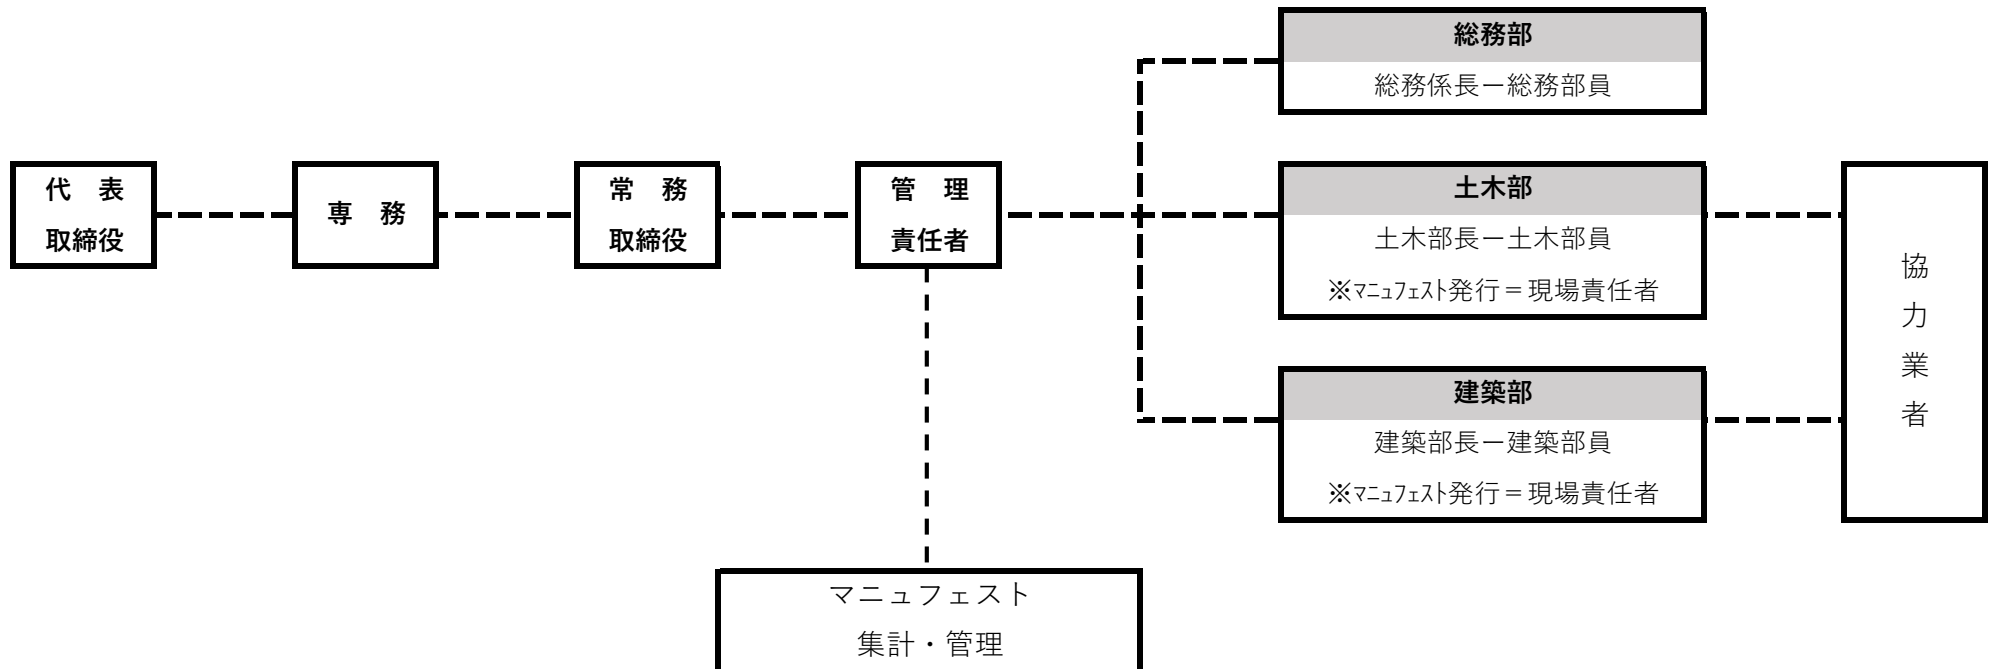 総務部
総務係長ー総務部員
代　表
取締役
専　務
常　務
取締役
管　理
責任者
土木部
土木部長ー土木部員
※ﾏﾆｭﾌｪｽﾄ発行＝現場責任者
建築部
建築部長ー建築部員
※ﾏﾆｭﾌｪｽﾄ発行＝現場責任者
協
力
業
者
マニュフェスト
集計・管理